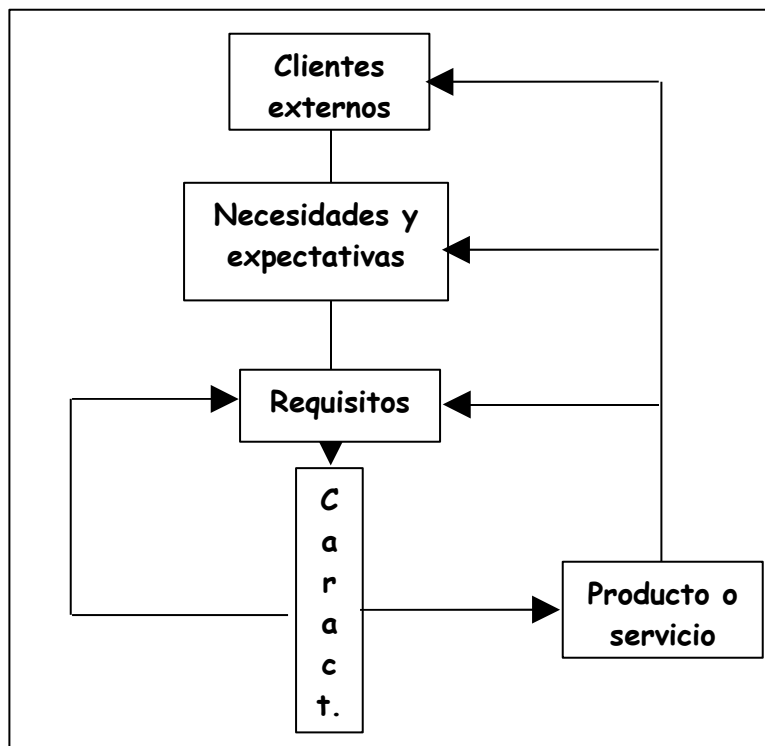 Clientes
externos
Necesidades y
expectativas
Requisitos
C
a
r
a
c
t.
Producto o
servicio